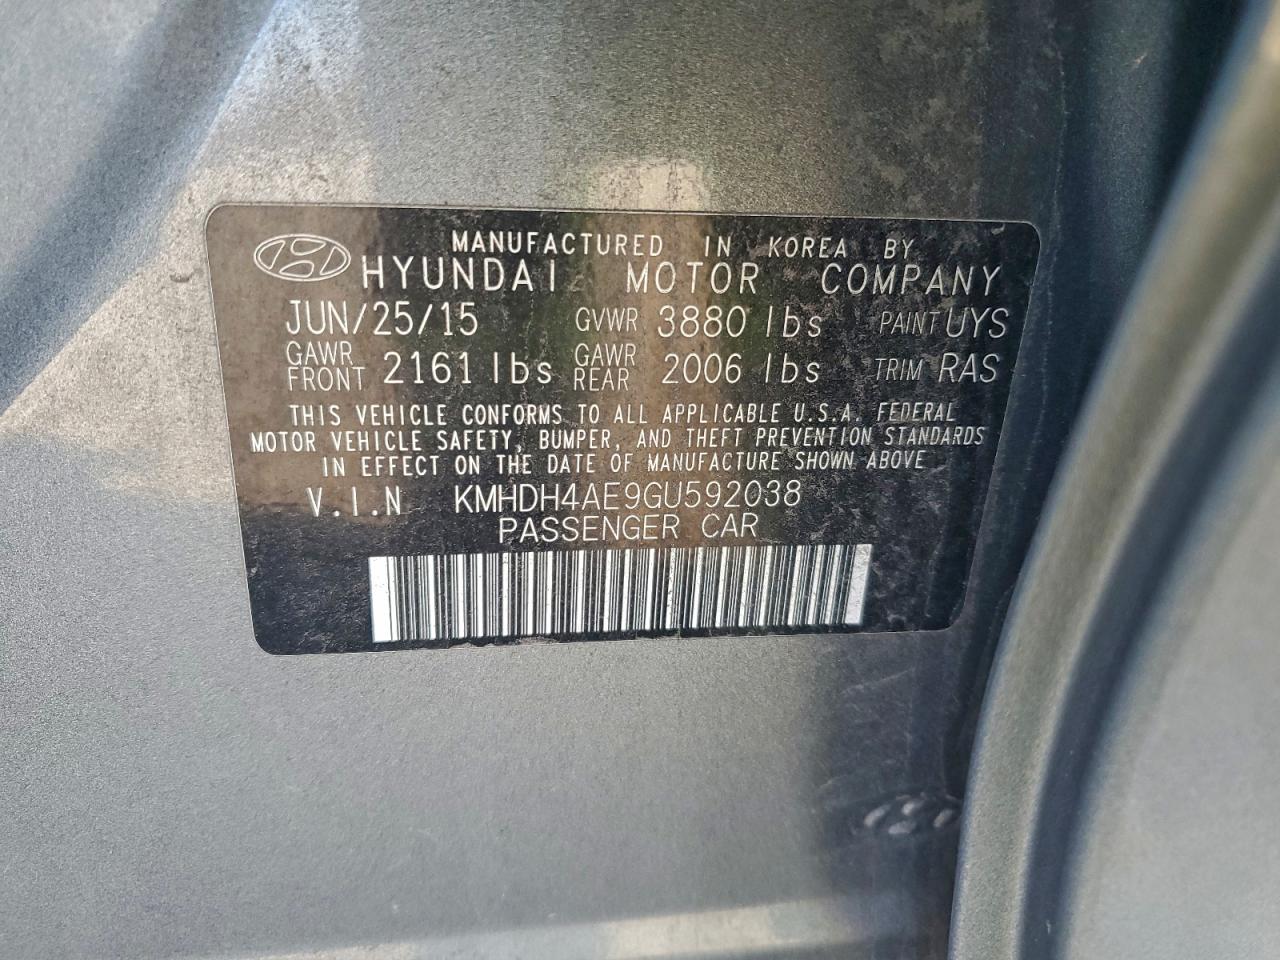 MANUFACTURED IN KOREA BY
HYUNDAI MOTOR COMPANY
JUN/25/15 GVWR 3880 lbs PAINT UYS
GAWR FRONT 2161 lbs GAWR REAR 2006 lbs TRIM RAS
THIS VEHICLE CONFORMS TO ALL APPLICABLE U.S.A. FEDERAL
MOTOR VEHICLE SAFETY, BUMPER, AND THEFT PREVENTION STANDARDS
IN EFFECT ON THE DATE OF MANUFACTURE SHOWN ABOVE
V.I.N KMHDH4AE9GU592038
PASSENGER CAR